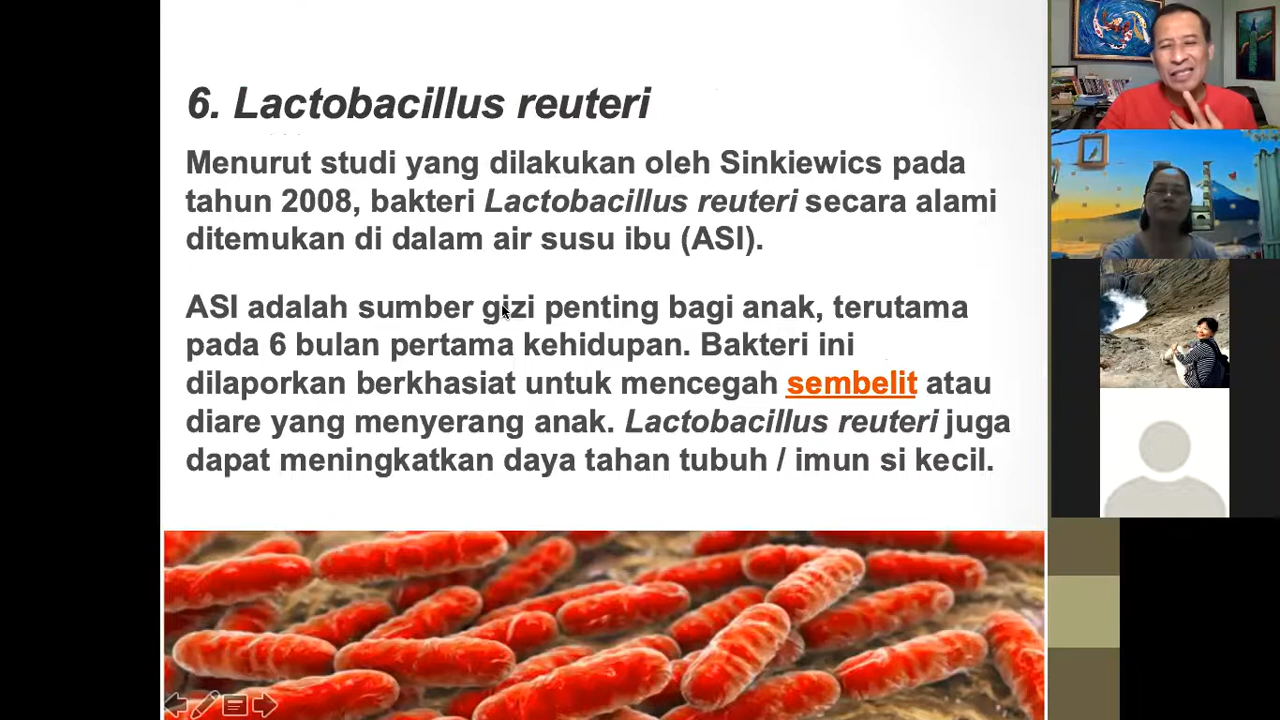 6. Lactobacillus reuteri
Menurut studi yang dilakukan oleh Sinkiewics pada
tahun 2008, bakteri Lactobacillus reuteri secara alami
ditemukan di dalam air susu ibu (ASI).
ASI adalah sumber gizi penting bagi anak, terutama
pada 6 bulan pertama kehidupan. Bakteri ini
dilaporkan berkhasiat untuk mencegah sembelit atau
diare yang menyerang anak. Lactobacillus reuteri juga
dapat meningkatkan daya tahan tubuh / imun si kecil.